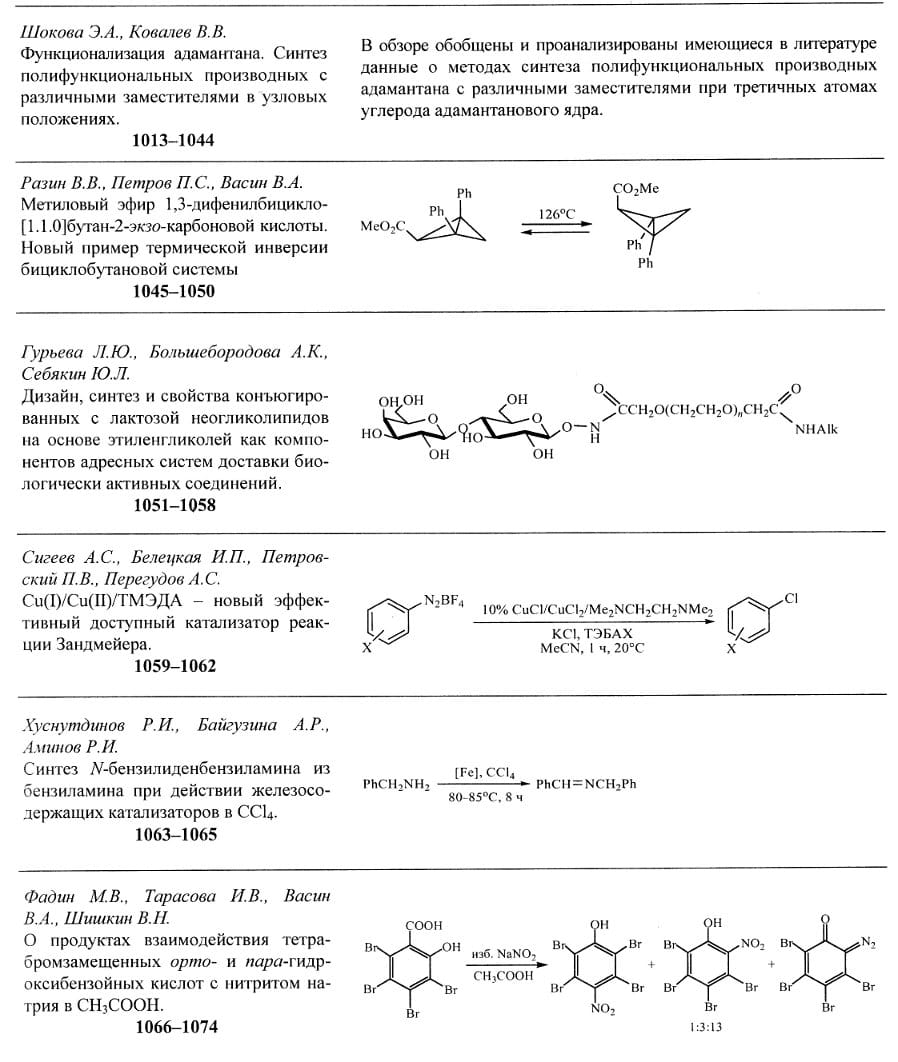 Шокова Э.А., Ковалев В.В.
Функционализация адамантана. Синтез
полифункциональных производных с
различными заместителями в узловых
положениях.
1013–1044
В обзоре обобщены и проанализированы имеющиеся в литературе
данные о методах синтеза полифункциональных производных
адамантана с различными заместителями при третичных атомах
углерода адамантанового ядра.
Разин В.В., Петров П.С., Васин В.А.
Метиловый эфир 1,3-дифенилбицикло-
[1.1.0]бутан-2-экзо-карбоновой кислоты.
Новый пример термической инверсии
бициклобутановой системы
1045–1050
Ph
Ph
MeO2C
126°C
CO2Me
Ph
Ph
Гурьева Л.Ю., Большебородова А.К.,
Себякин Ю.Л.
Дизайн, синтез и свойства конъюгиро-
ванных с лактозой неогликолипидов
на основе этиленгликолей как компо-
нентов адресных систем доставки био-
логически активных соединений.
1051–1058
OH OH O HO OH O OH O HO OH O–N H
O CCH2O(CH2CH2O)nCH2C O
NHAlk
Сигеев А.С., Белецкая И.П., Петров-
ский П.В., Перегудов А.С.
Cu(I)/Cu(II)/ТМЭДА – новый эффек-
тивный доступный катализатор реак-
ции Зандмейера.
1059–1062
N2BF4
X
10% CuCl/CuCl2/Me2NCH2CH2NMe2
KCl, ТЭБАХ
MeCN, 1 ч, 20°C
Cl
X
Хуснутдинов Р.И., Байгузина А.Р.,
Аминов Р.И.
Синтез N-бензилиденбензиламина из
бензиламина при действии железосо-
держащих катализаторов в CCl4.
1063–1065
PhCH2NH2
[Fe], CCl4
80–85°C, 8 ч
PhCH=NCH2Ph
Фадин М.В., Тарасова И.В., Васин
В.А., Шишкин В.Н.
О продуктах взаимодействия тетра-
бромзамещенных орто- и пара-гидр-
оксибензойных кислот с нитритом на-
трия в CH3COOH.
1066–1074
COOH
Br OH
Br Br
Br
изб. NaNO2
CH3COOH
OH
Br Br
Br Br
NO2
+
OH
Br NO2
Br Br
Br
+
O
Br N2
Br Br
Br
1:3:13